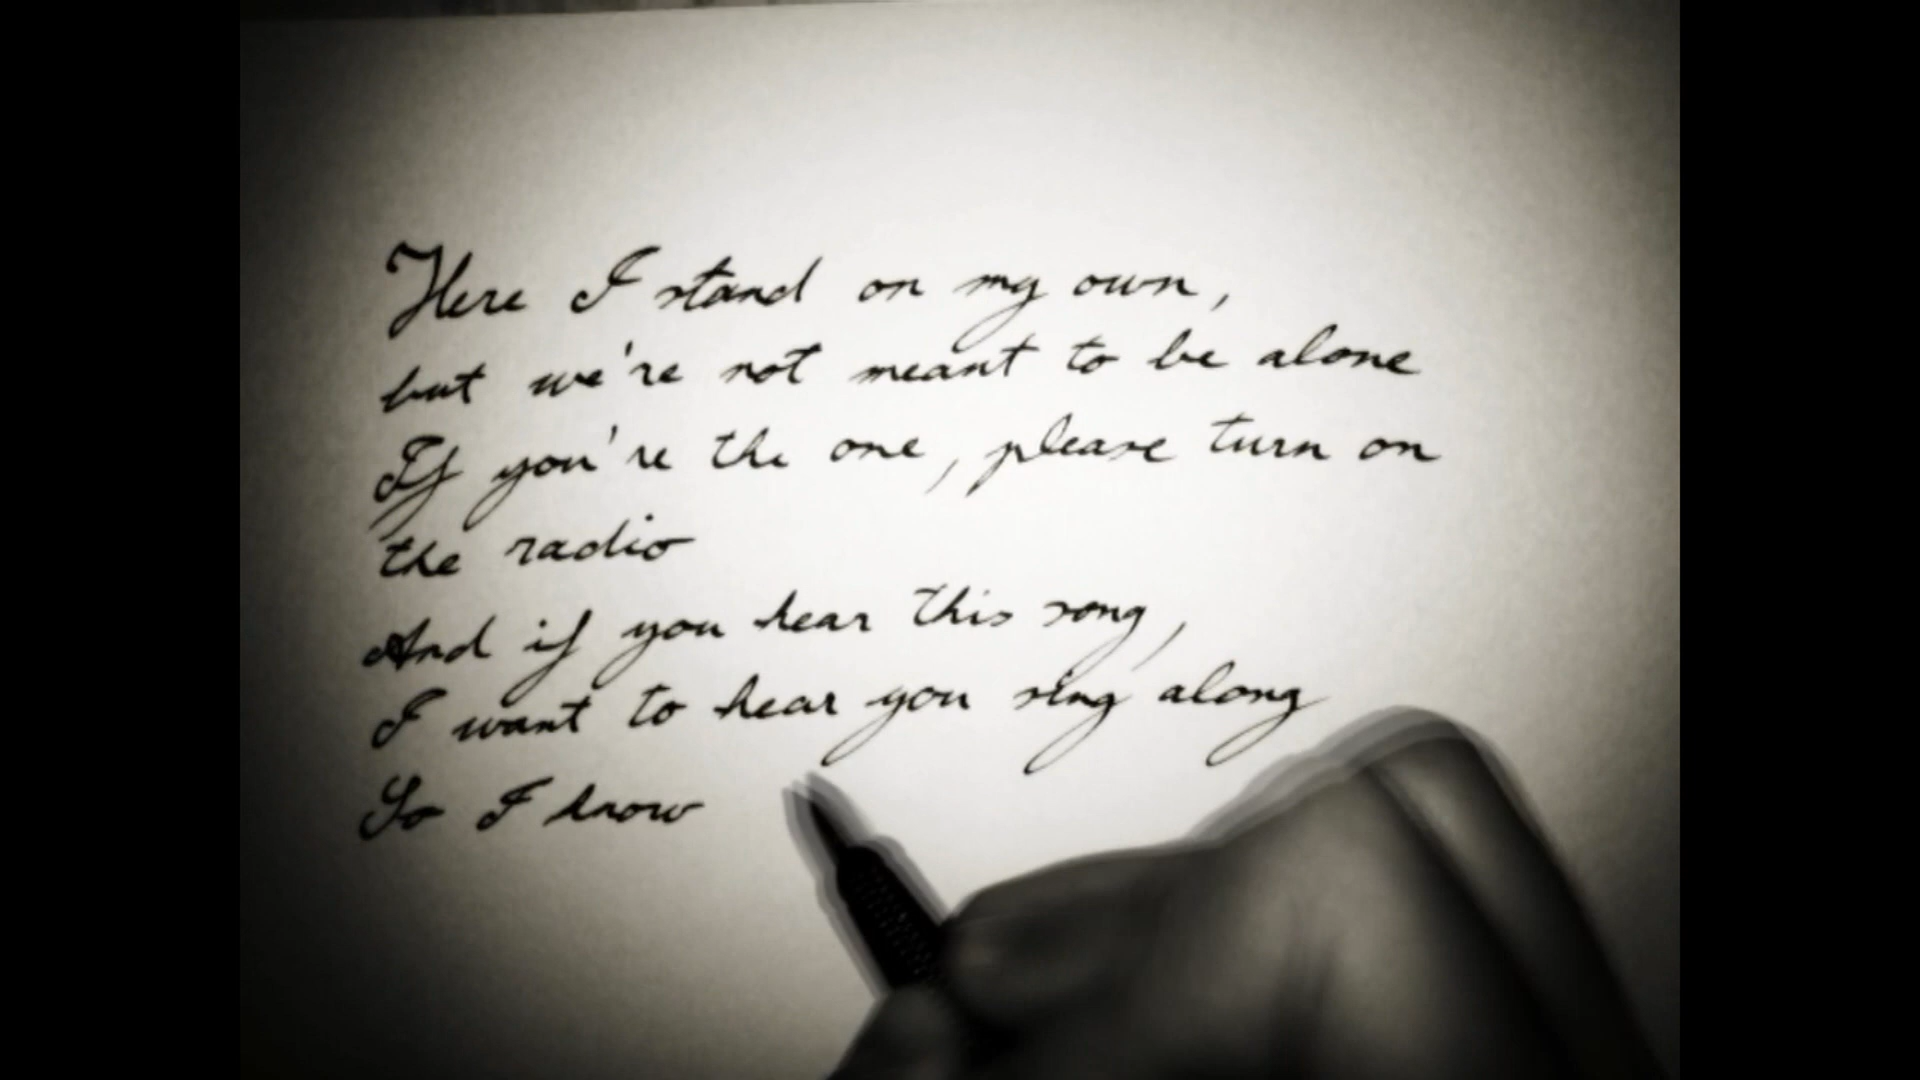 Here I stand on my own,
but we're not meant to be alone
If you're the one, please turn on
the radio
And if you hear this song,
I want to hear you sing along
So I know